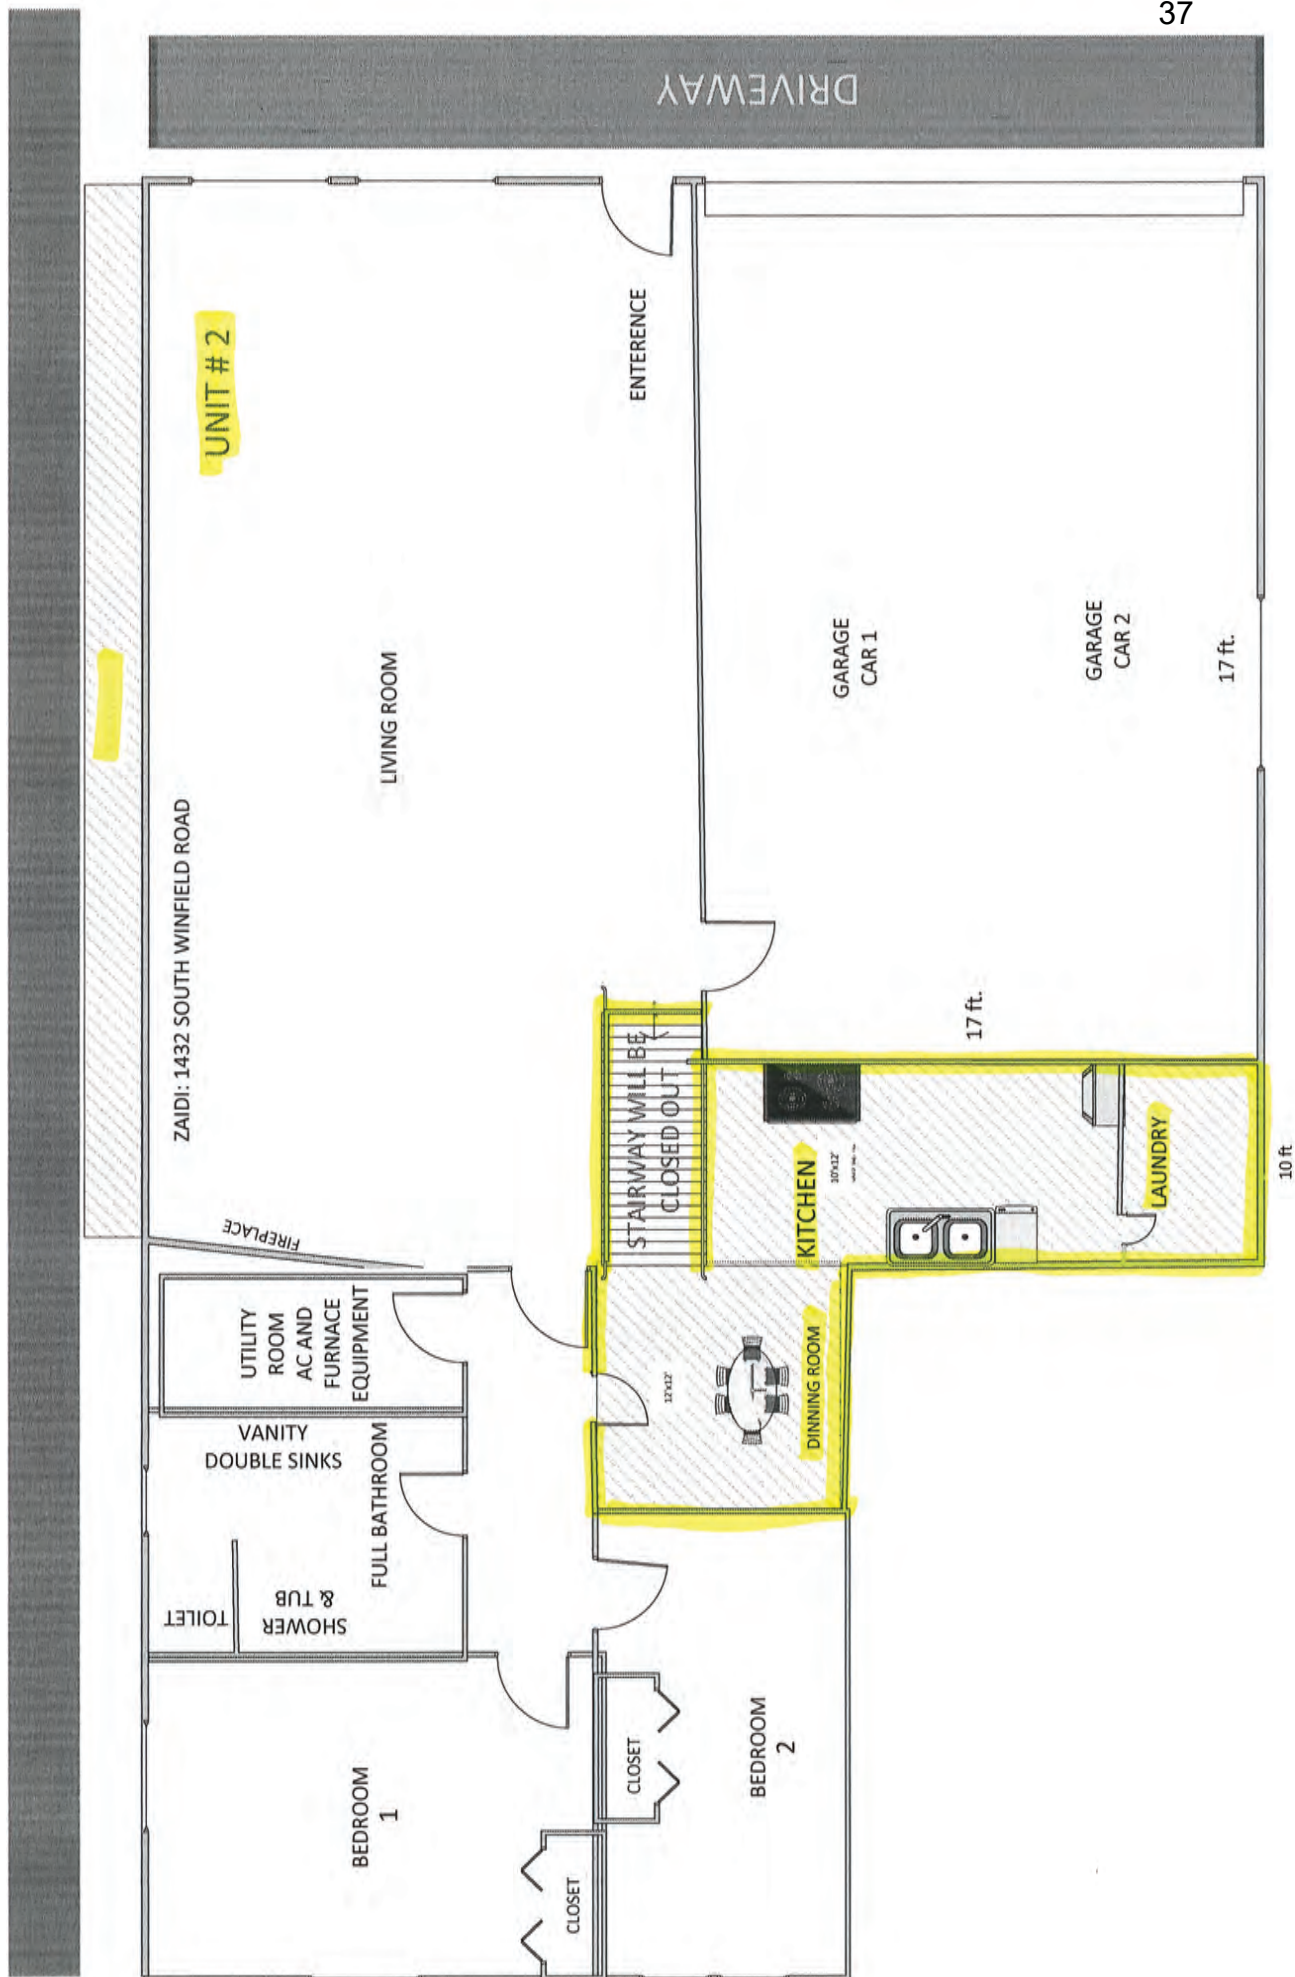 37
DRIVEWAY
UNIT # 2
ENTERENCE
LIVING ROOM
GARAGE
CAR 1
GARAGE
CAR 2
17 ft.
ZAIDI: 1432 SOUTH WINFIELD ROAD
17 ft.
STAIRWAY WILL BE
CLOSED OUT
KITCHEN
10'x12'
LAUNDRY
10 ft
FIREPLACE
UTILITY
ROOM
AC AND
FURNACE
EQUIPMENT
12'x12'
DINNING ROOM
VANITY
DOUBLE SINKS
FULL BATHROOM
TOILET
SHOWER
& TUB
BEDROOM
1
CLOSET
CLOSET
BEDROOM
2